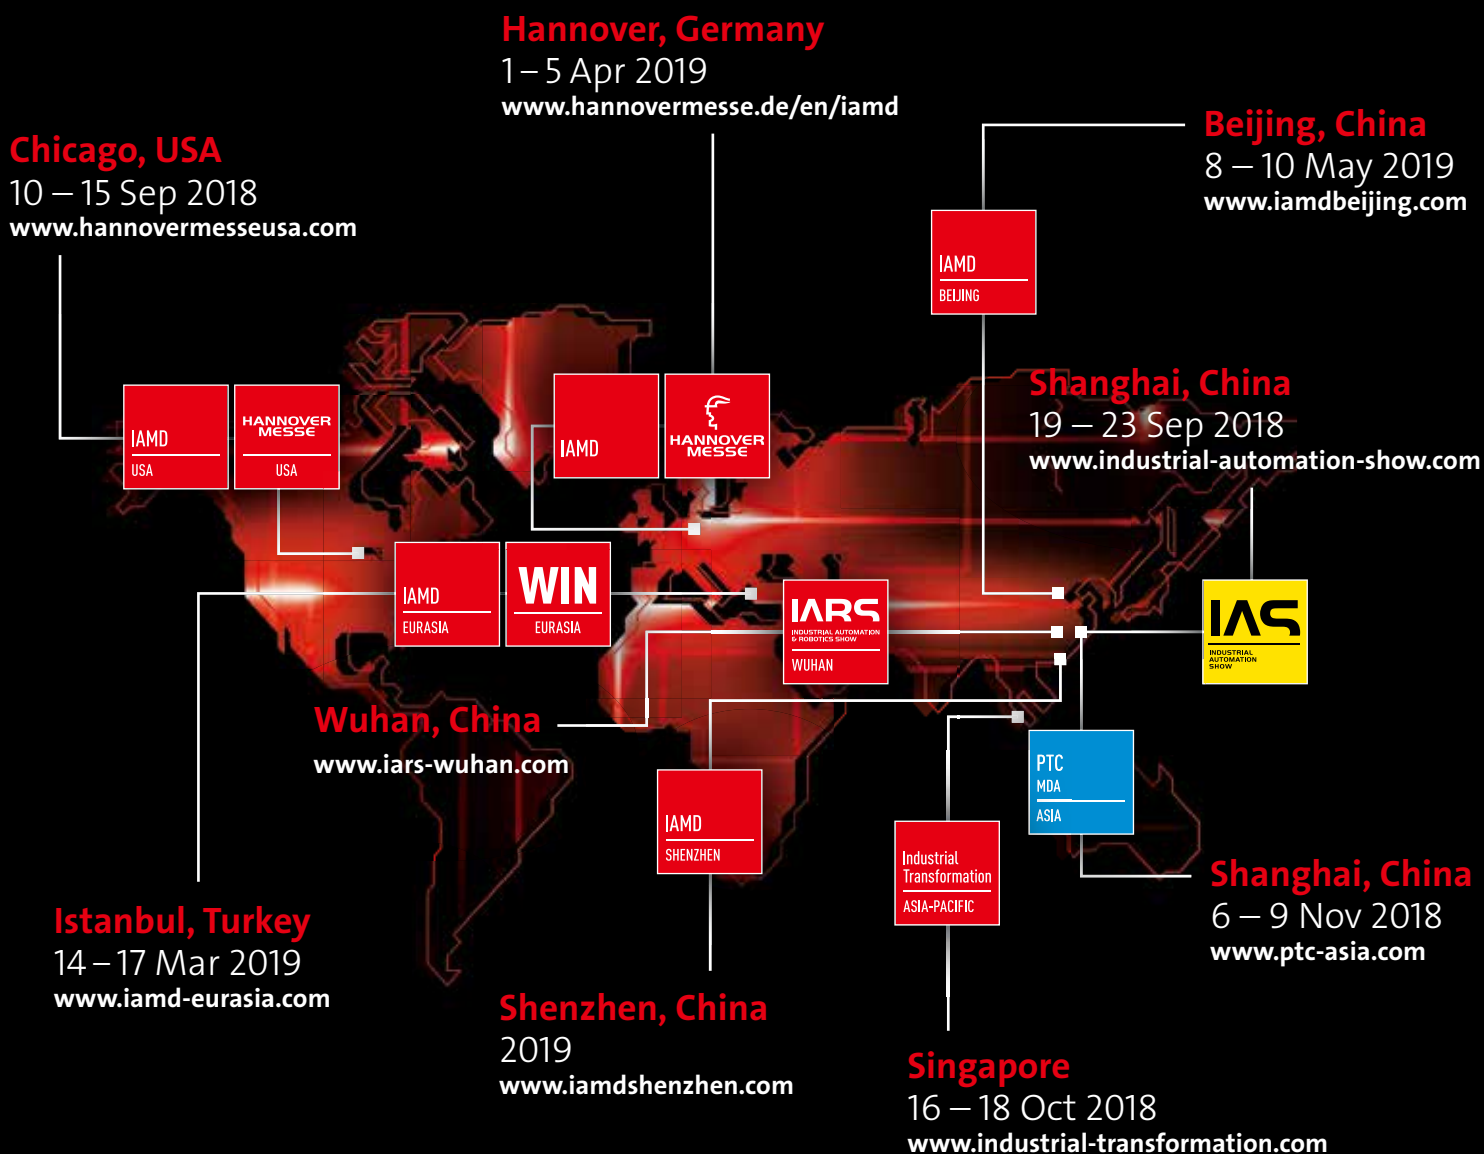 Hannover, Germany
1 – 5 Apr 2019
www.hannovermesse.de/en/iamd
Chicago, USA
10 – 15 Sep 2018
www.hannovermesseusa.com
Beijing, China
8 – 10 May 2019
www.iamdbeijing.com
IAMD
BEIJING
Shanghai, China
19 – 23 Sep 2018
www.industrial-automation-show.com
IAMD
USA
HANNOVER
MESSE
USA
IAMD
HANNOVER
MESSE
IAMD
EURASIA
WIN
EURASIA
IARS
INDUSTRIAL AUTOMATION
& ROBOTICS SHOW
WUHAN
IAS
INDUSTRIAL
AUTOMATION
SHOW
Wuhan, China
www.iars-wuhan.com
PTC
MDA
ASIA
IAMD
SHENZHEN
Industrial
Transformation
ASIA-PACIFIC
Shanghai, China
6 – 9 Nov 2018
www.ptc-asia.com
Istanbul, Turkey
14 – 17 Mar 2019
www.iamd-eurasia.com
Shenzhen, China
2019
www.iamdshenzhen.com
Singapore
16 – 18 Oct 2018
www.industrial-transformation.com